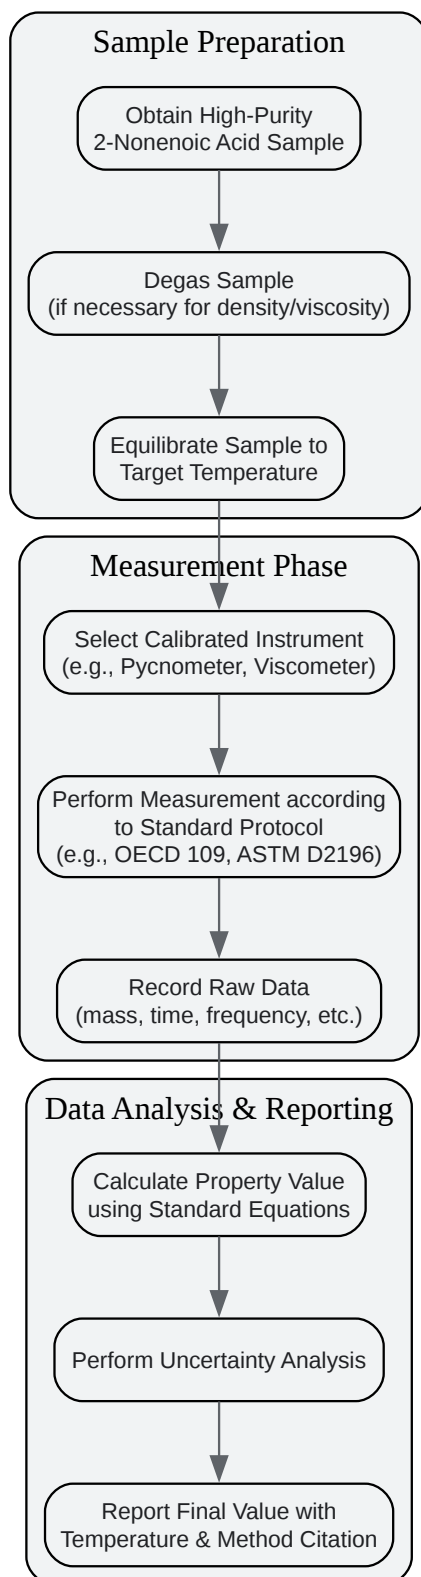 Sample Preparation
Obtain High-Purity
2-Nonenoic Acid Sample
Degas Sample
(if necessary for density/viscosity)
Equilibrate Sample to
Target Temperature
Measurement Phase
Select Calibrated Instrument
(e.g., Pycnometer, Viscometer)
Perform Measurement according
to Standard Protocol
(e.g., OECD 109, ASTM D2196)
Record Raw Data
(mass, time, frequency, etc.)
Data Analysis & Reporting
Calculate Property Value
using Standard Equations
Perform Uncertainty Analysis
Report Final Value with
Temperature & Method Citation